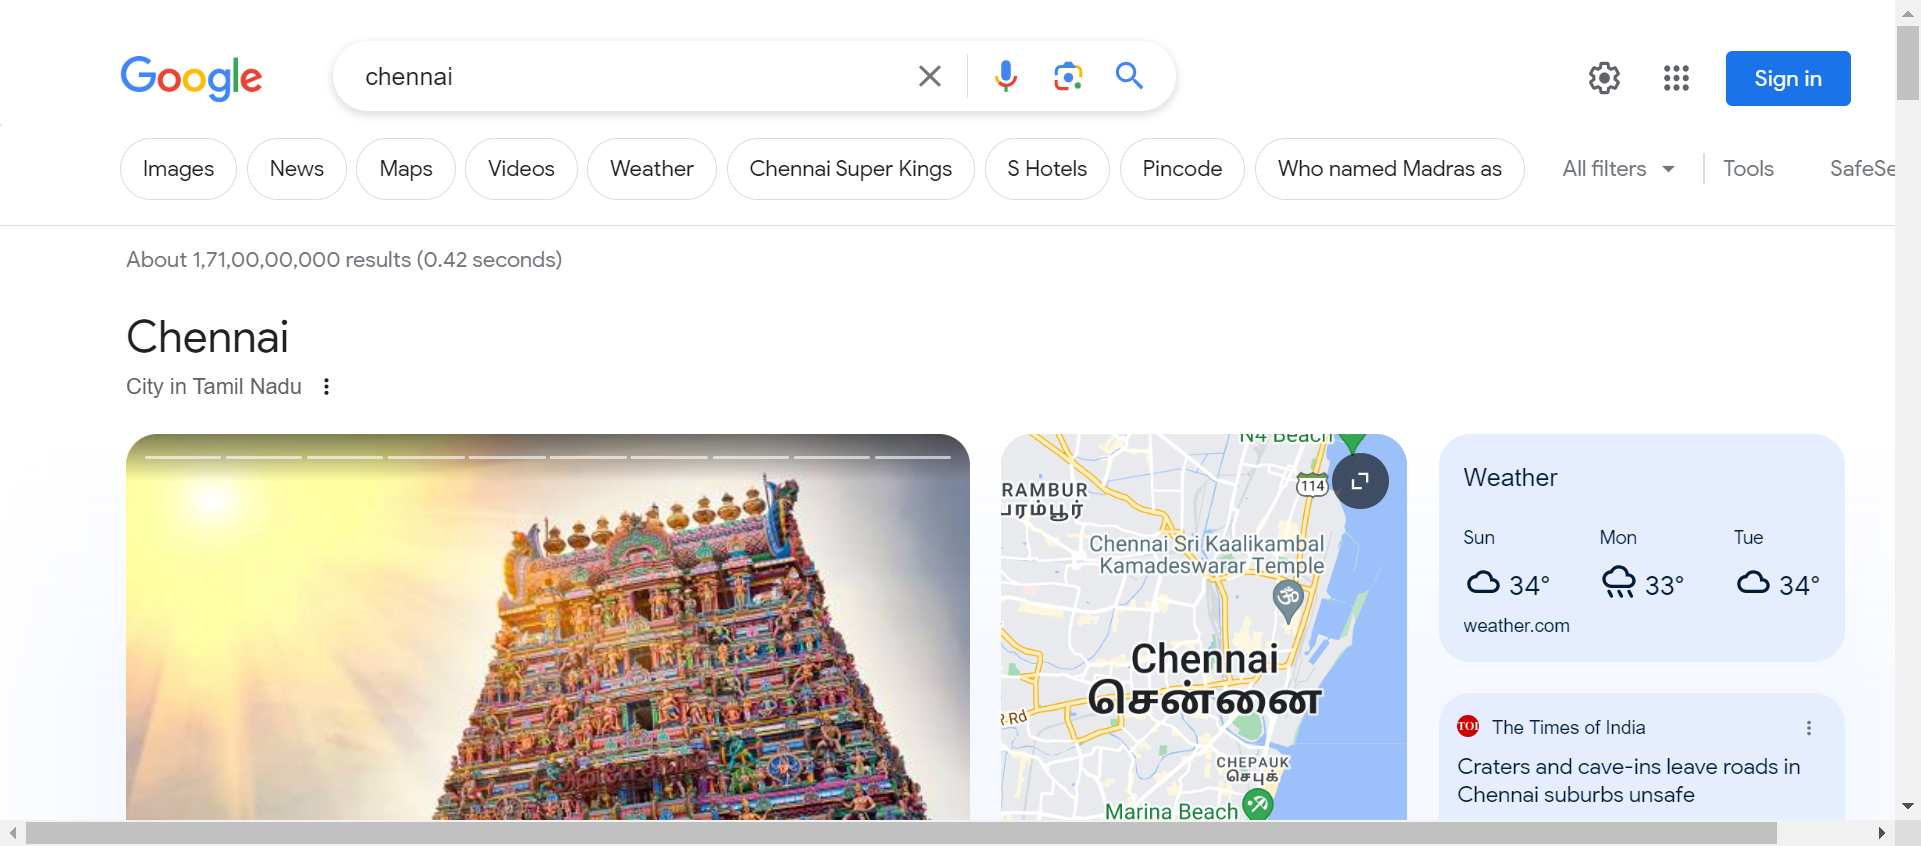 Google
chennai
Sign in
Images
News
Maps
Videos
Weather
Chennai Super Kings
S Hotels
Pincode
Who named Madras as
All filters
Tools
SafeSe
About 1,71,00,00,000 results (0.42 seconds)
Chennai
City in Tamil Nadu
N4 Beach
114
RAMBUR
பரம்பூர்
Chennai Sri Kaalikambal
Kamadeswarar Temple
Chennai
சென்னை
R Rd
CHEPAUK
செபுக்
Marina Beach
Weather
Sun
Mon
Tue
34°
33°
34°
weather.com
TOI
The Times of India
Craters and cave-ins leave roads in
Chennai suburbs unsafe